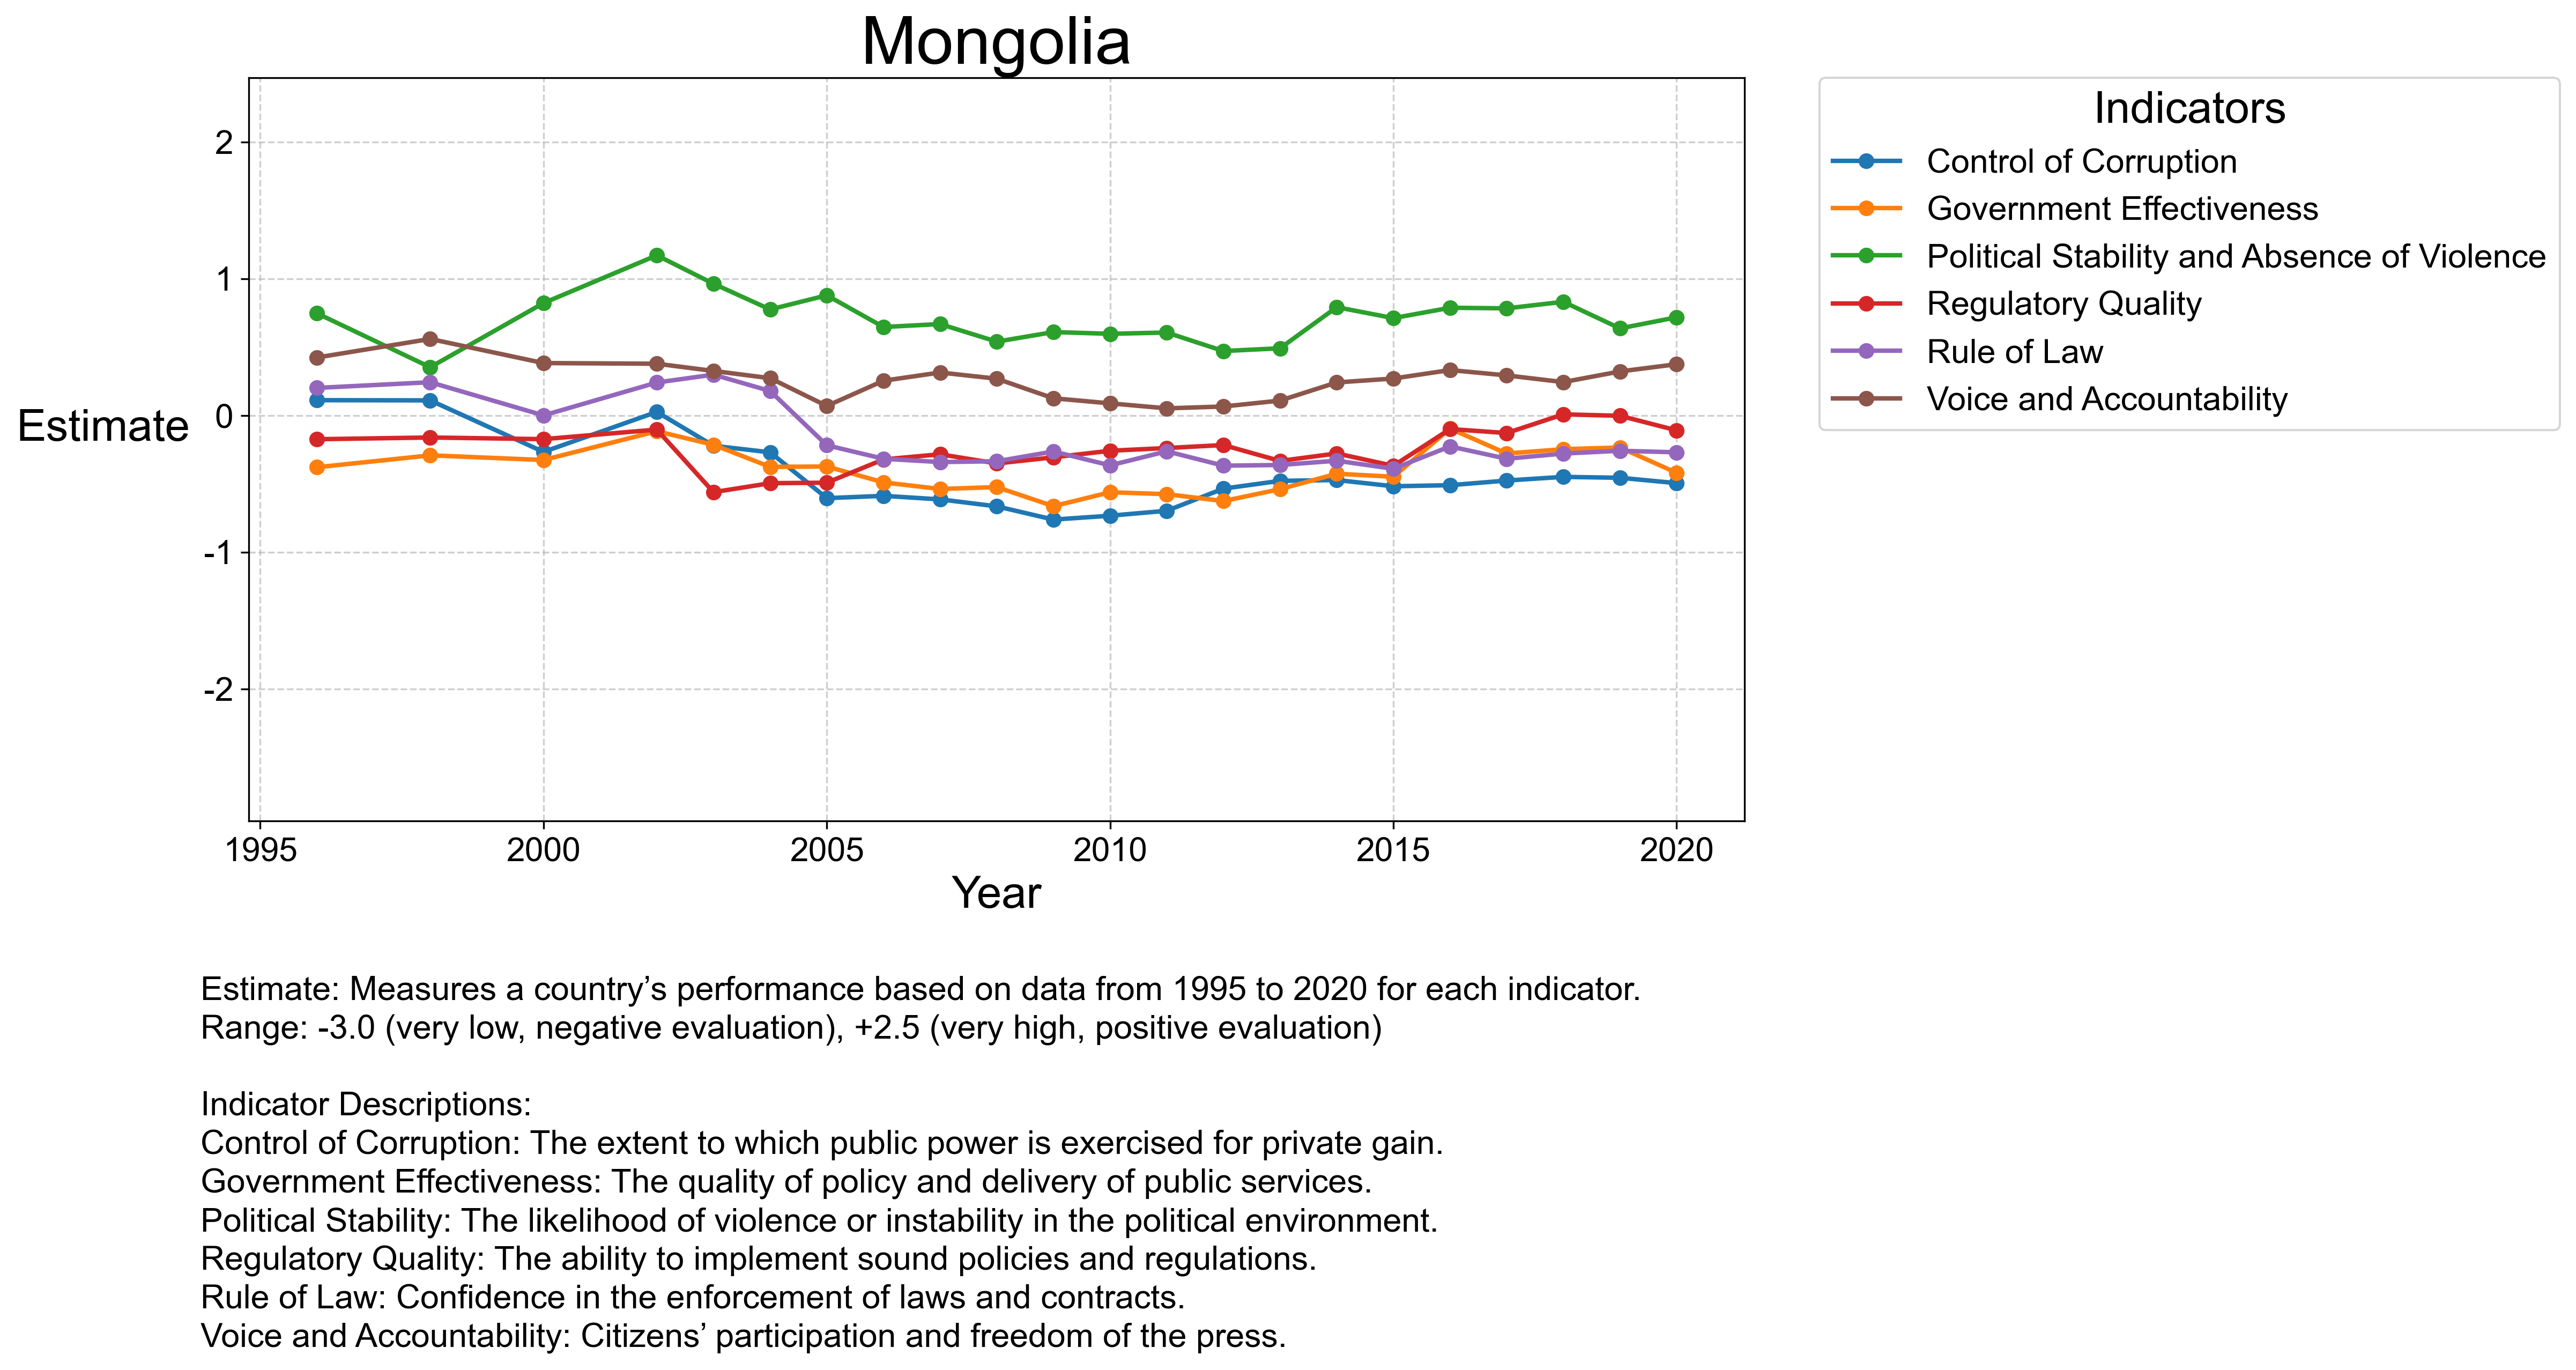 Mongolia
Indicators
Control of Corruption
Government Effectiveness
Political Stability and Absence of Violence
Regulatory Quality
Rule of Law
Voice and Accountability
Estimate
2
1
0
-1
-2
1995 2000 2005 2010 2015 2020
Year
Estimate: Measures a country’s performance based on data from 1995 to 2020 for each indicator.
Range: -3.0 (very low, negative evaluation), +2.5 (very high, positive evaluation)
Indicator Descriptions:
Control of Corruption: The extent to which public power is exercised for private gain.
Government Effectiveness: The quality of policy and delivery of public services.
Political Stability: The likelihood of violence or instability in the political environment.
Regulatory Quality: The ability to implement sound policies and regulations.
Rule of Law: Confidence in the enforcement of laws and contracts.
Voice and Accountability: Citizens’ participation and freedom of the press.